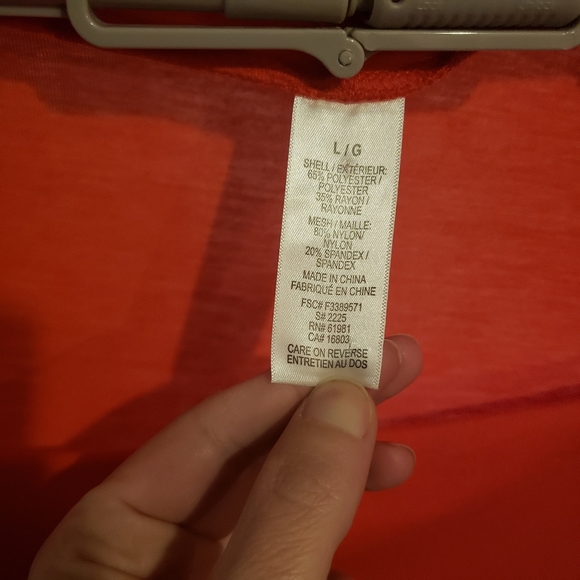 L / G
SHELL / EXTÉRIEUR:
65% POLYESTER /
POLYESTER
35% RAYON /
RAYONNE
MESH / MAILLE:
80% NYLON/
NYLON
20% SPANDEX /
SPANDEX
MADE IN CHINA
FABRIQUÉ EN CHINE
FSC# F3389571
S# 2225
RN# 61981
CA# 16803
CARE ON REVERSE
ENTRETIEN AU DOS